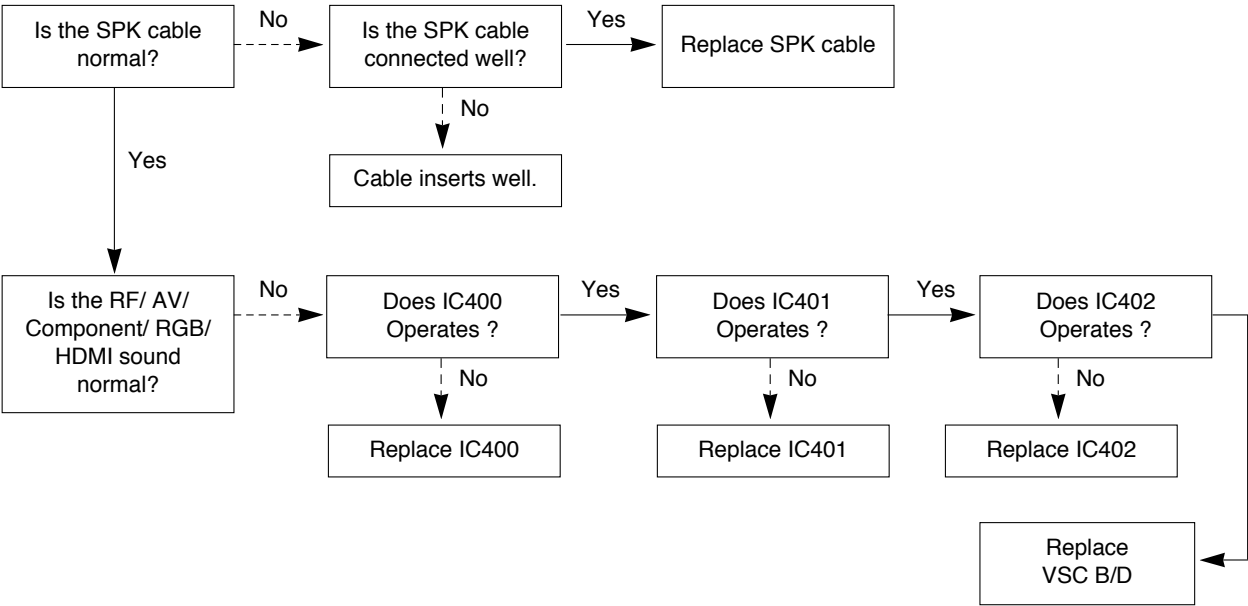 Is the SPK cable
normal?
No
Is the SPK cable
connected well?
Yes
Replace SPK cable
No
Yes
Cable inserts well.
Is the RF/ AV/
Component/ RGB/
HDMI sound
normal?
No
Does IC400
Operates ?
Yes
Does IC401
Operates ?
Yes
Does IC402
Operates ?
No
No
No
Replace IC400
Replace IC401
Replace IC402
Replace
VSC B/D